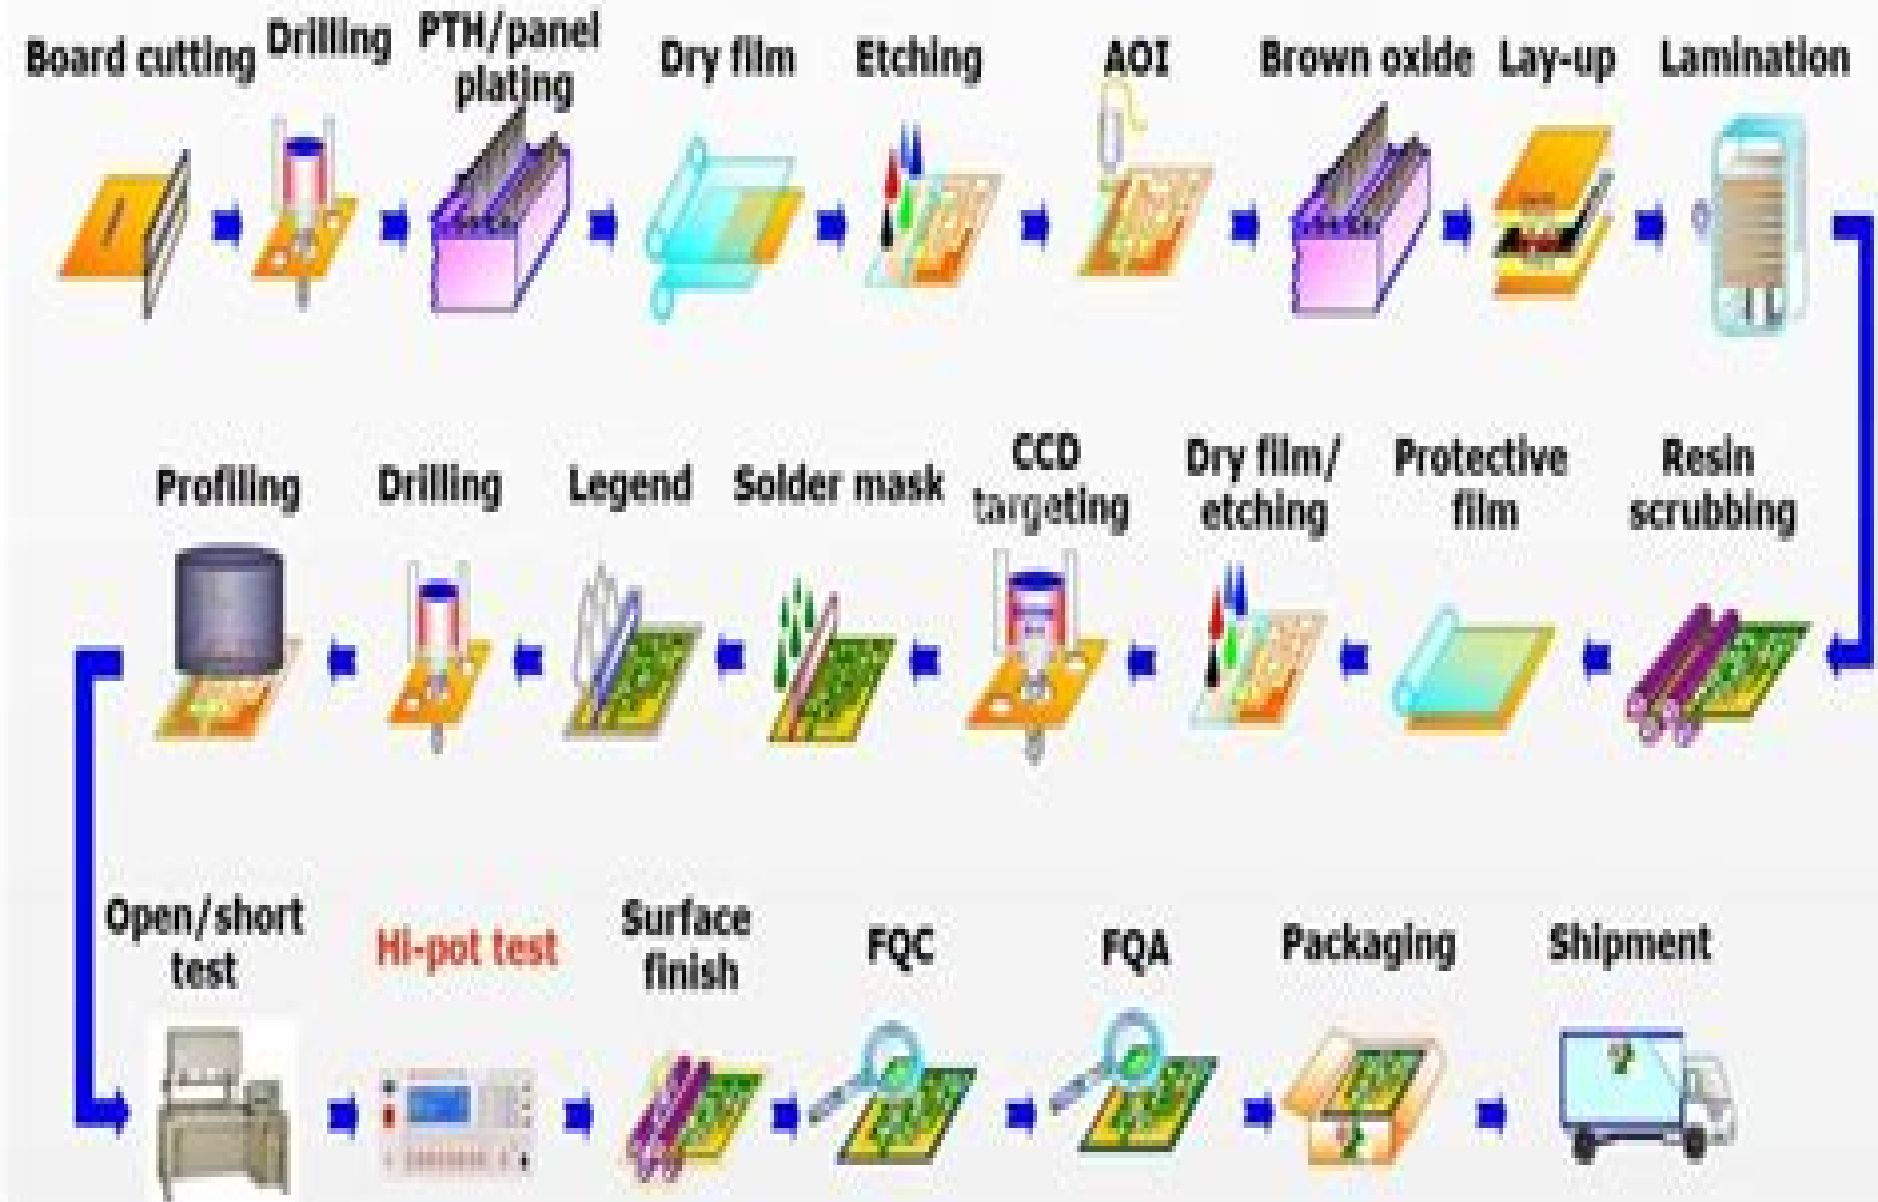 Board cutting
Drilling
PTH/panel
plating
Dry film
Etching
AOI
Brown oxide
Lay-up
Lamination
Profiling
Drilling
Legend
Solder mask
CCD
targeting
Dry film/
etching
Protective
film
Resin
scrubbing
Open/short
test
Hi-pot test
Surface
finish
FQC
FQA
Packaging
Shipment